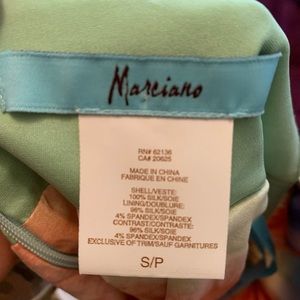 Marciano
RN# 62136
CA# 20625
MADE IN CHINA
FABRIQUE EN CHINE
SHELL/VESTE:
100% SILK/SOIE
LINING/DOUBLURE:
96% SILK/SOIE
4% SPANDEX/SPANDEX
CONTRAST/CONTRASTE:
96% SILK/SOIE
4% SPANDEX/SPANDEX
EXCLUSIVE OF TRIM/SAUF GARNITURES
S/P